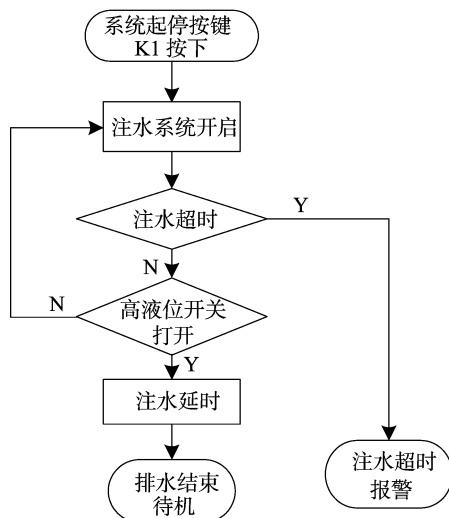 系统起停按键
K1 按下
注水系统开启
注水超时
Y
N
高液位开关
打开
N
Y
注水延时
排水结束
待机
注水超时
报警